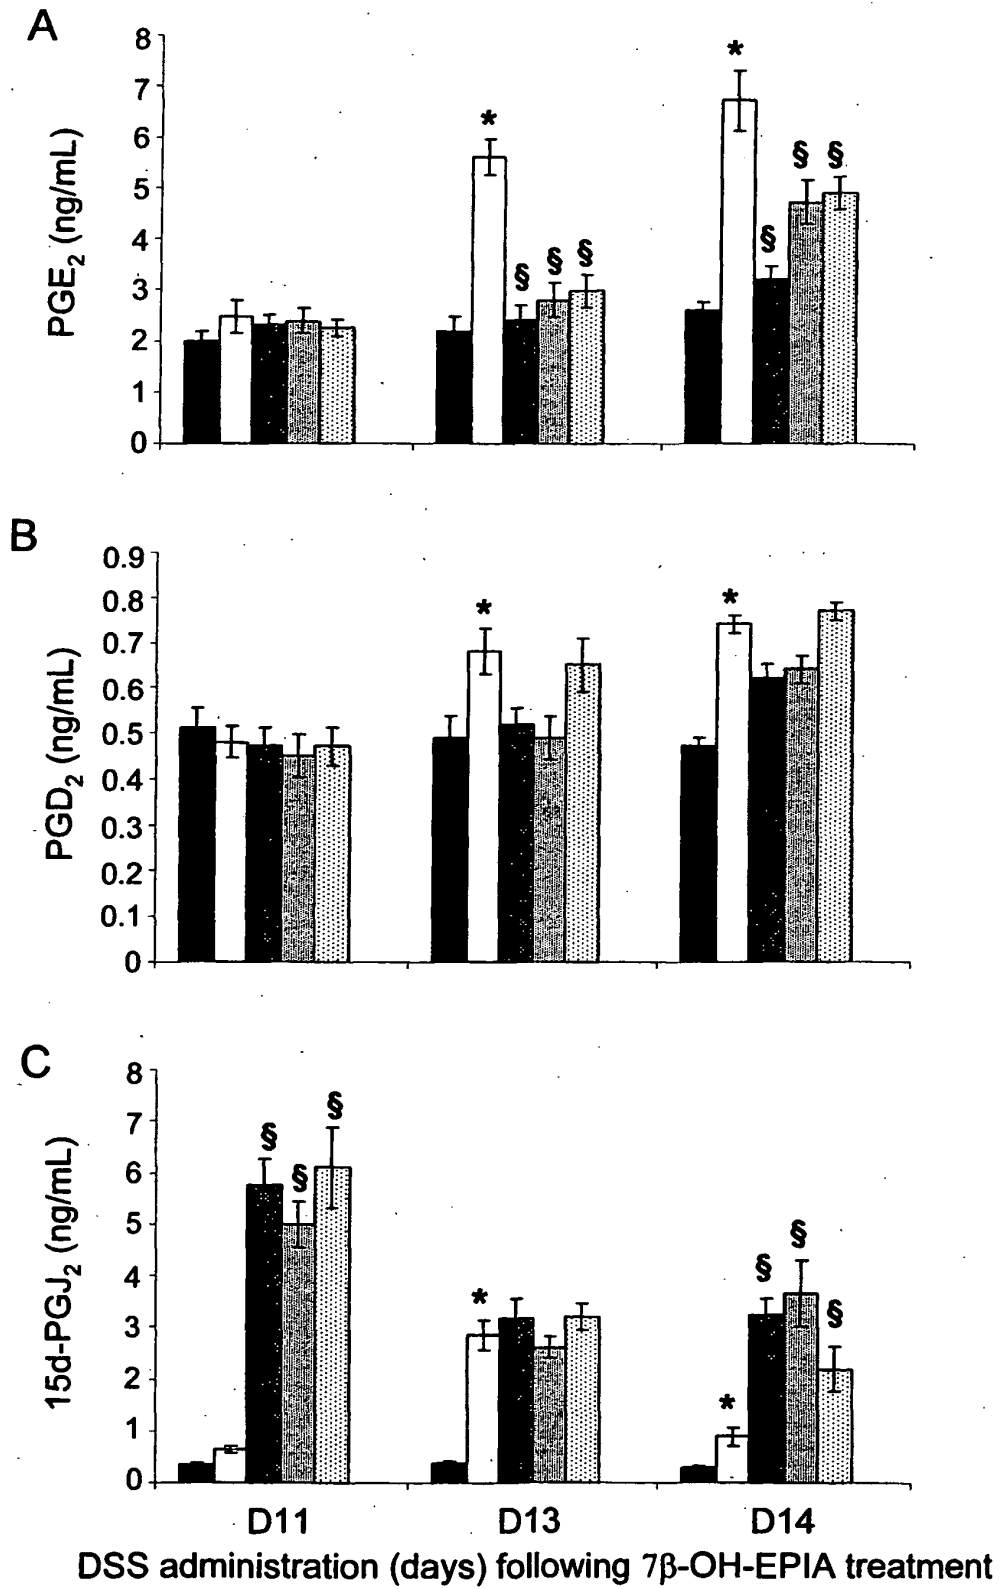 A
PGE2 (ng/mL)
8
7
6
5
4
3
2
1
0
*
§ § §
*
§ § §
B
PGD2 (ng/mL)
0.9
0.8
0.7
0.6
0.5
0.4
0.3
0.2
0.1
0
*
*
C
15d-PGJ2 (ng/mL)
8
7
6
5
4
3
2
1
0
§ § §
*
*
§ § §
D11 D13 D14
DSS administration (days) following 7β-OH-EPIA treatment